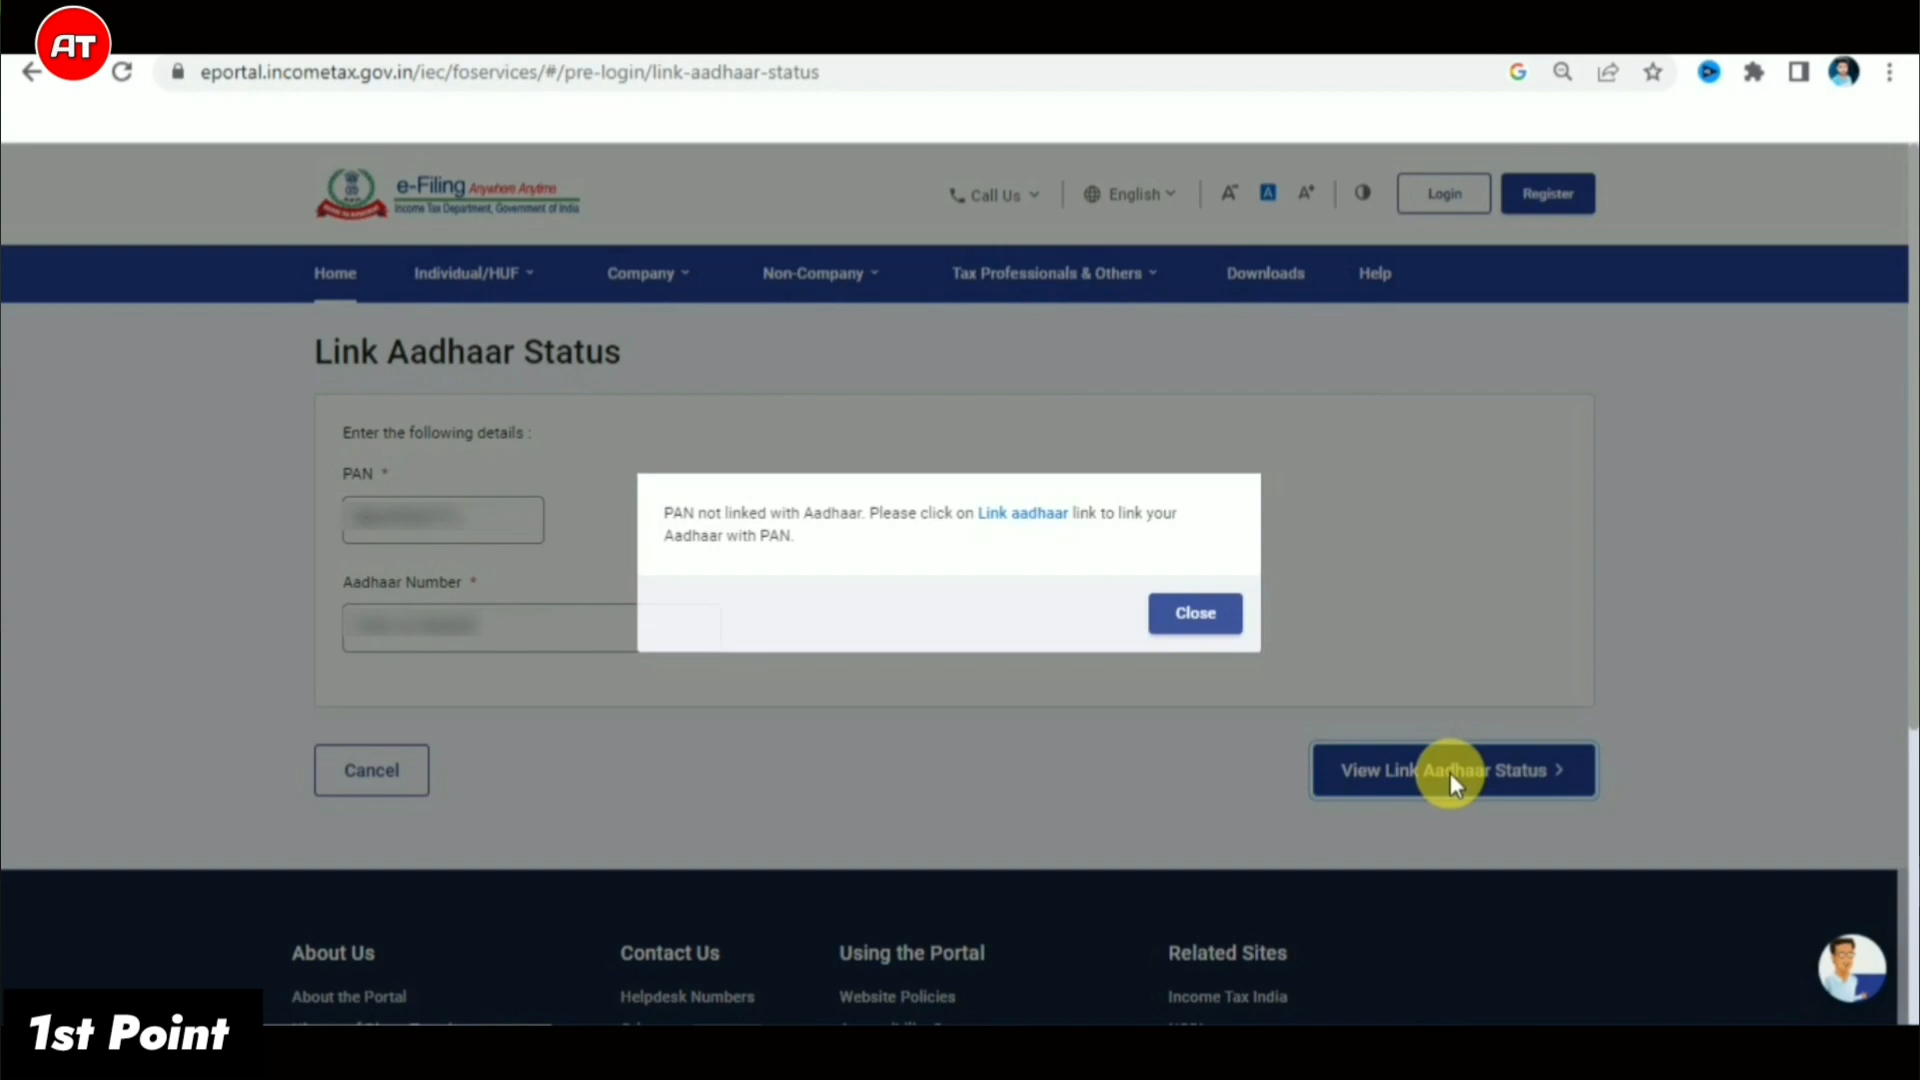 AT
eportal.incometax.gov.in/iec/foservices/#/pre-login/link-aadhaar-status
e-Filing Anywhere Anytime
Income Tax Department, Government of India
Call Us
English
A- A A+
Login
Register
Home Individual/HUF Company Non-Company Tax Professionals & Others Downloads Help
Link Aadhaar Status
Enter the following details :
PAN *
PAN not linked with Aadhaar. Please click on Link aadhaar link to link your
Aadhaar with PAN.
Aadhaar Number *
Close
Cancel
View Link Aadhaar Status >
About Us Contact Us Using the Portal Related Sites
About the Portal Helpdesk Numbers Website Policies Income Tax India
1st Point